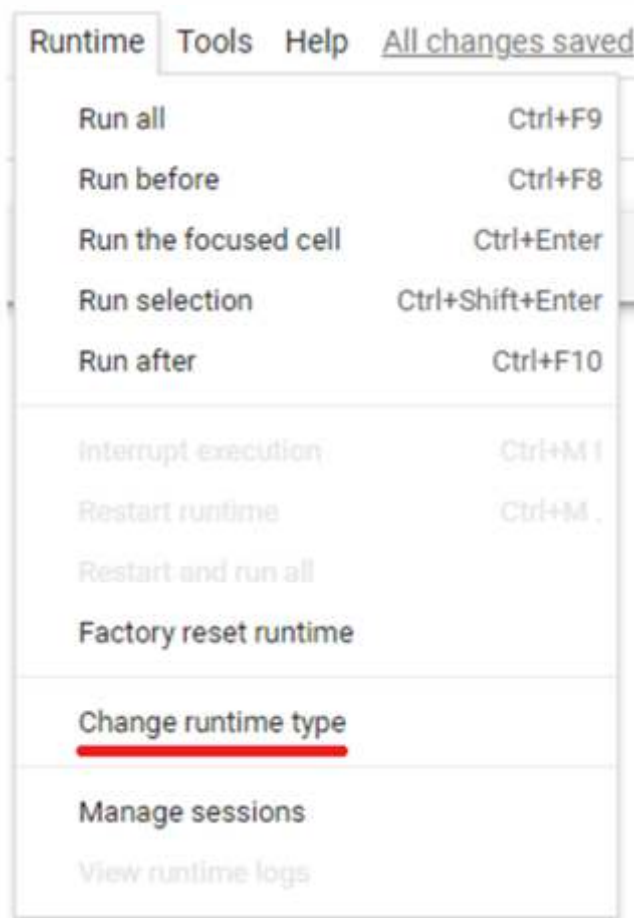 Runtime Tools Help All changes saved
Run all Ctrl+F9
Run before Ctrl+F8
Run the focused cell Ctrl+Enter
Run selection Ctrl+Shift+Enter
Run after Ctrl+F10
Interrupt execution Ctrl+M I
Restart runtime Ctrl+M .
Restart and run all
Factory reset runtime
Change runtime type
Manage sessions
View runtime logs